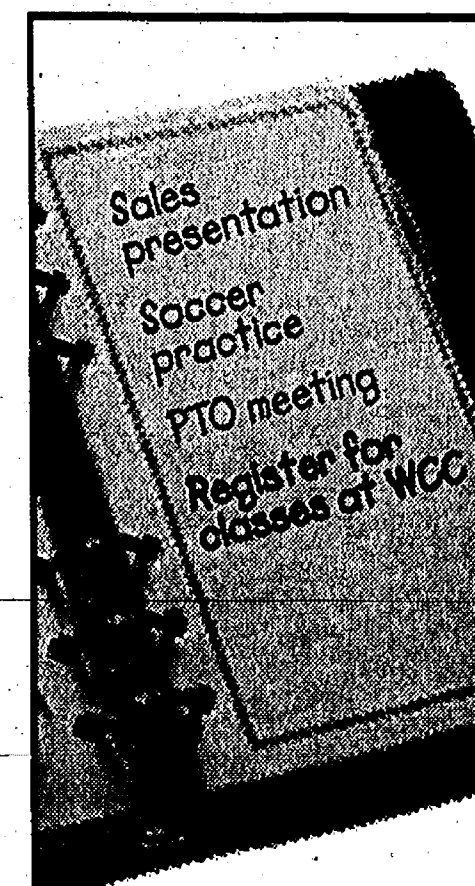 Sales
presentation
Soccer
practice
PTO meeting
Register for
classes at WCC